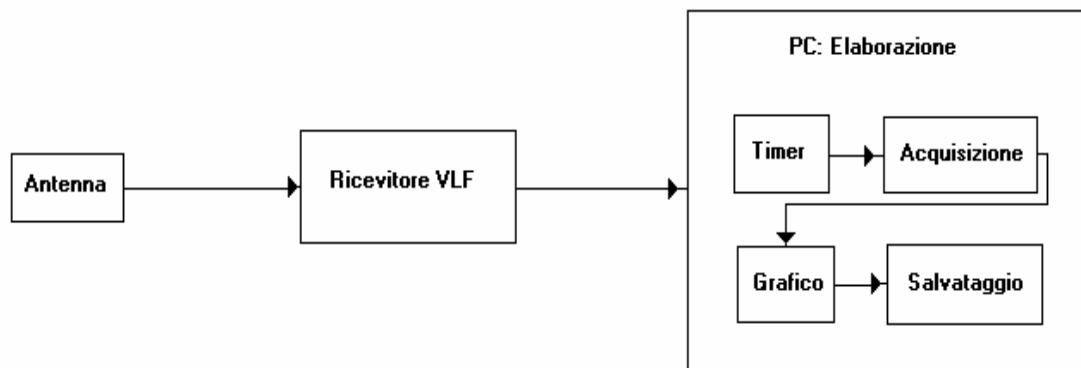 PC: Elaborazione
Antenna
Ricevitore VLF
Timer
Acquisizione
Grafico
Salvataggio